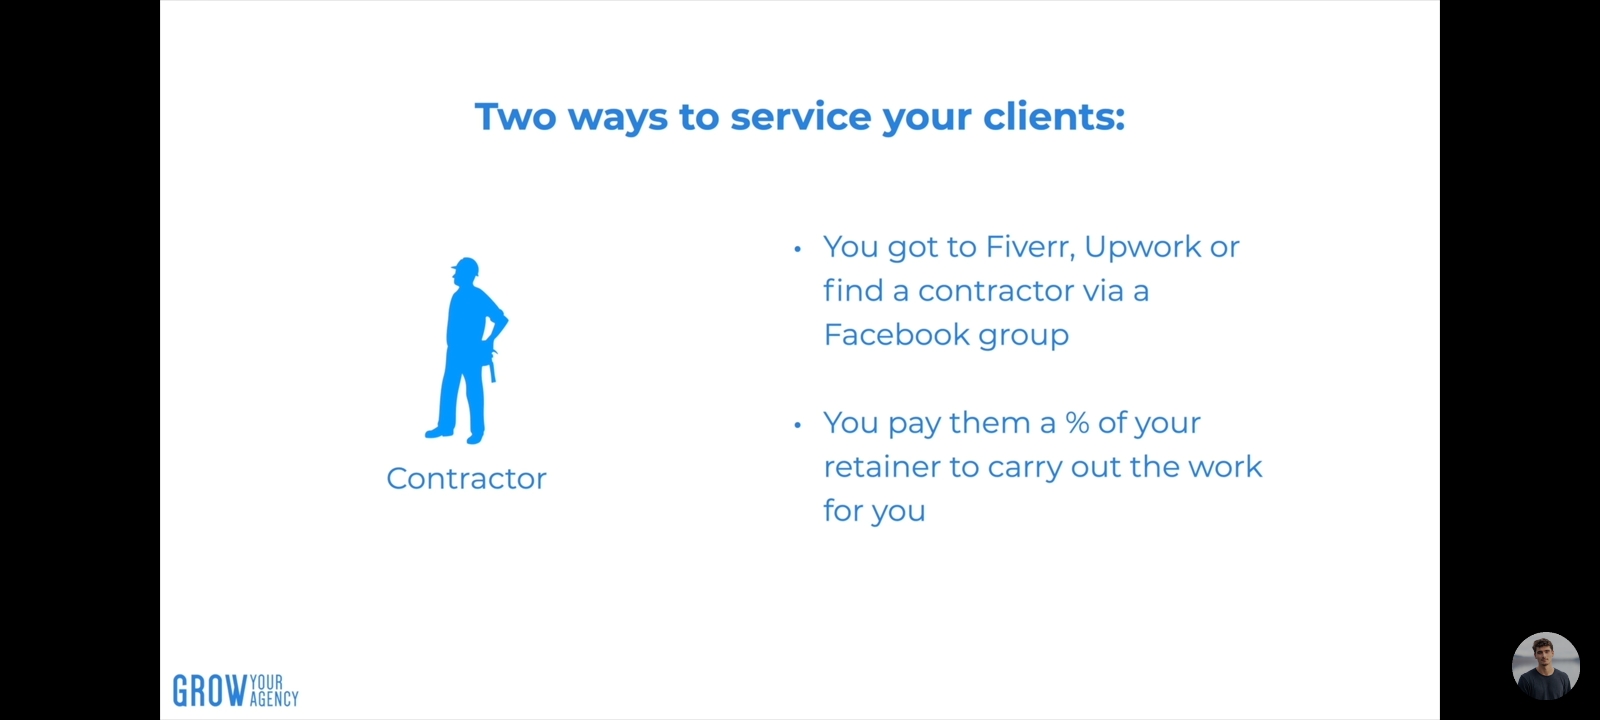 Two ways to service your clients:
• You got to Fiverr, Upwork or
find a contractor via a
Facebook group
• You pay them a % of your
retainer to carry out the work
for you
Contractor
GROW YOUR
AGENCY